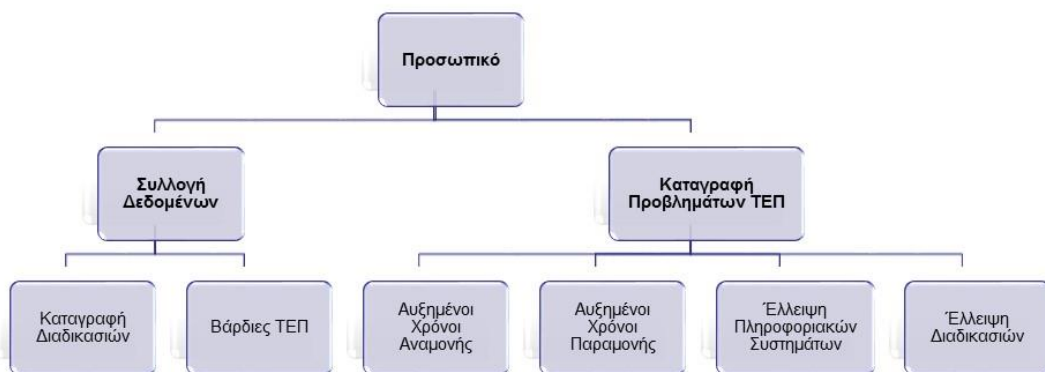 Προσωπικό
Συλλογή
Δεδομένων
Καταγραφή
Προβλημάτων ΤΕΠ
Καταγραφή
Διαδικασιών
Βάρδιες ΤΕΠ
Αυξημένοι
Χρόνοι
Αναμονής
Αυξημένοι
Χρόνοι
Παραμονής
Έλλειψη
Πληροφοριακών
Συστημάτων
Έλλειψη
Διαδικασιών